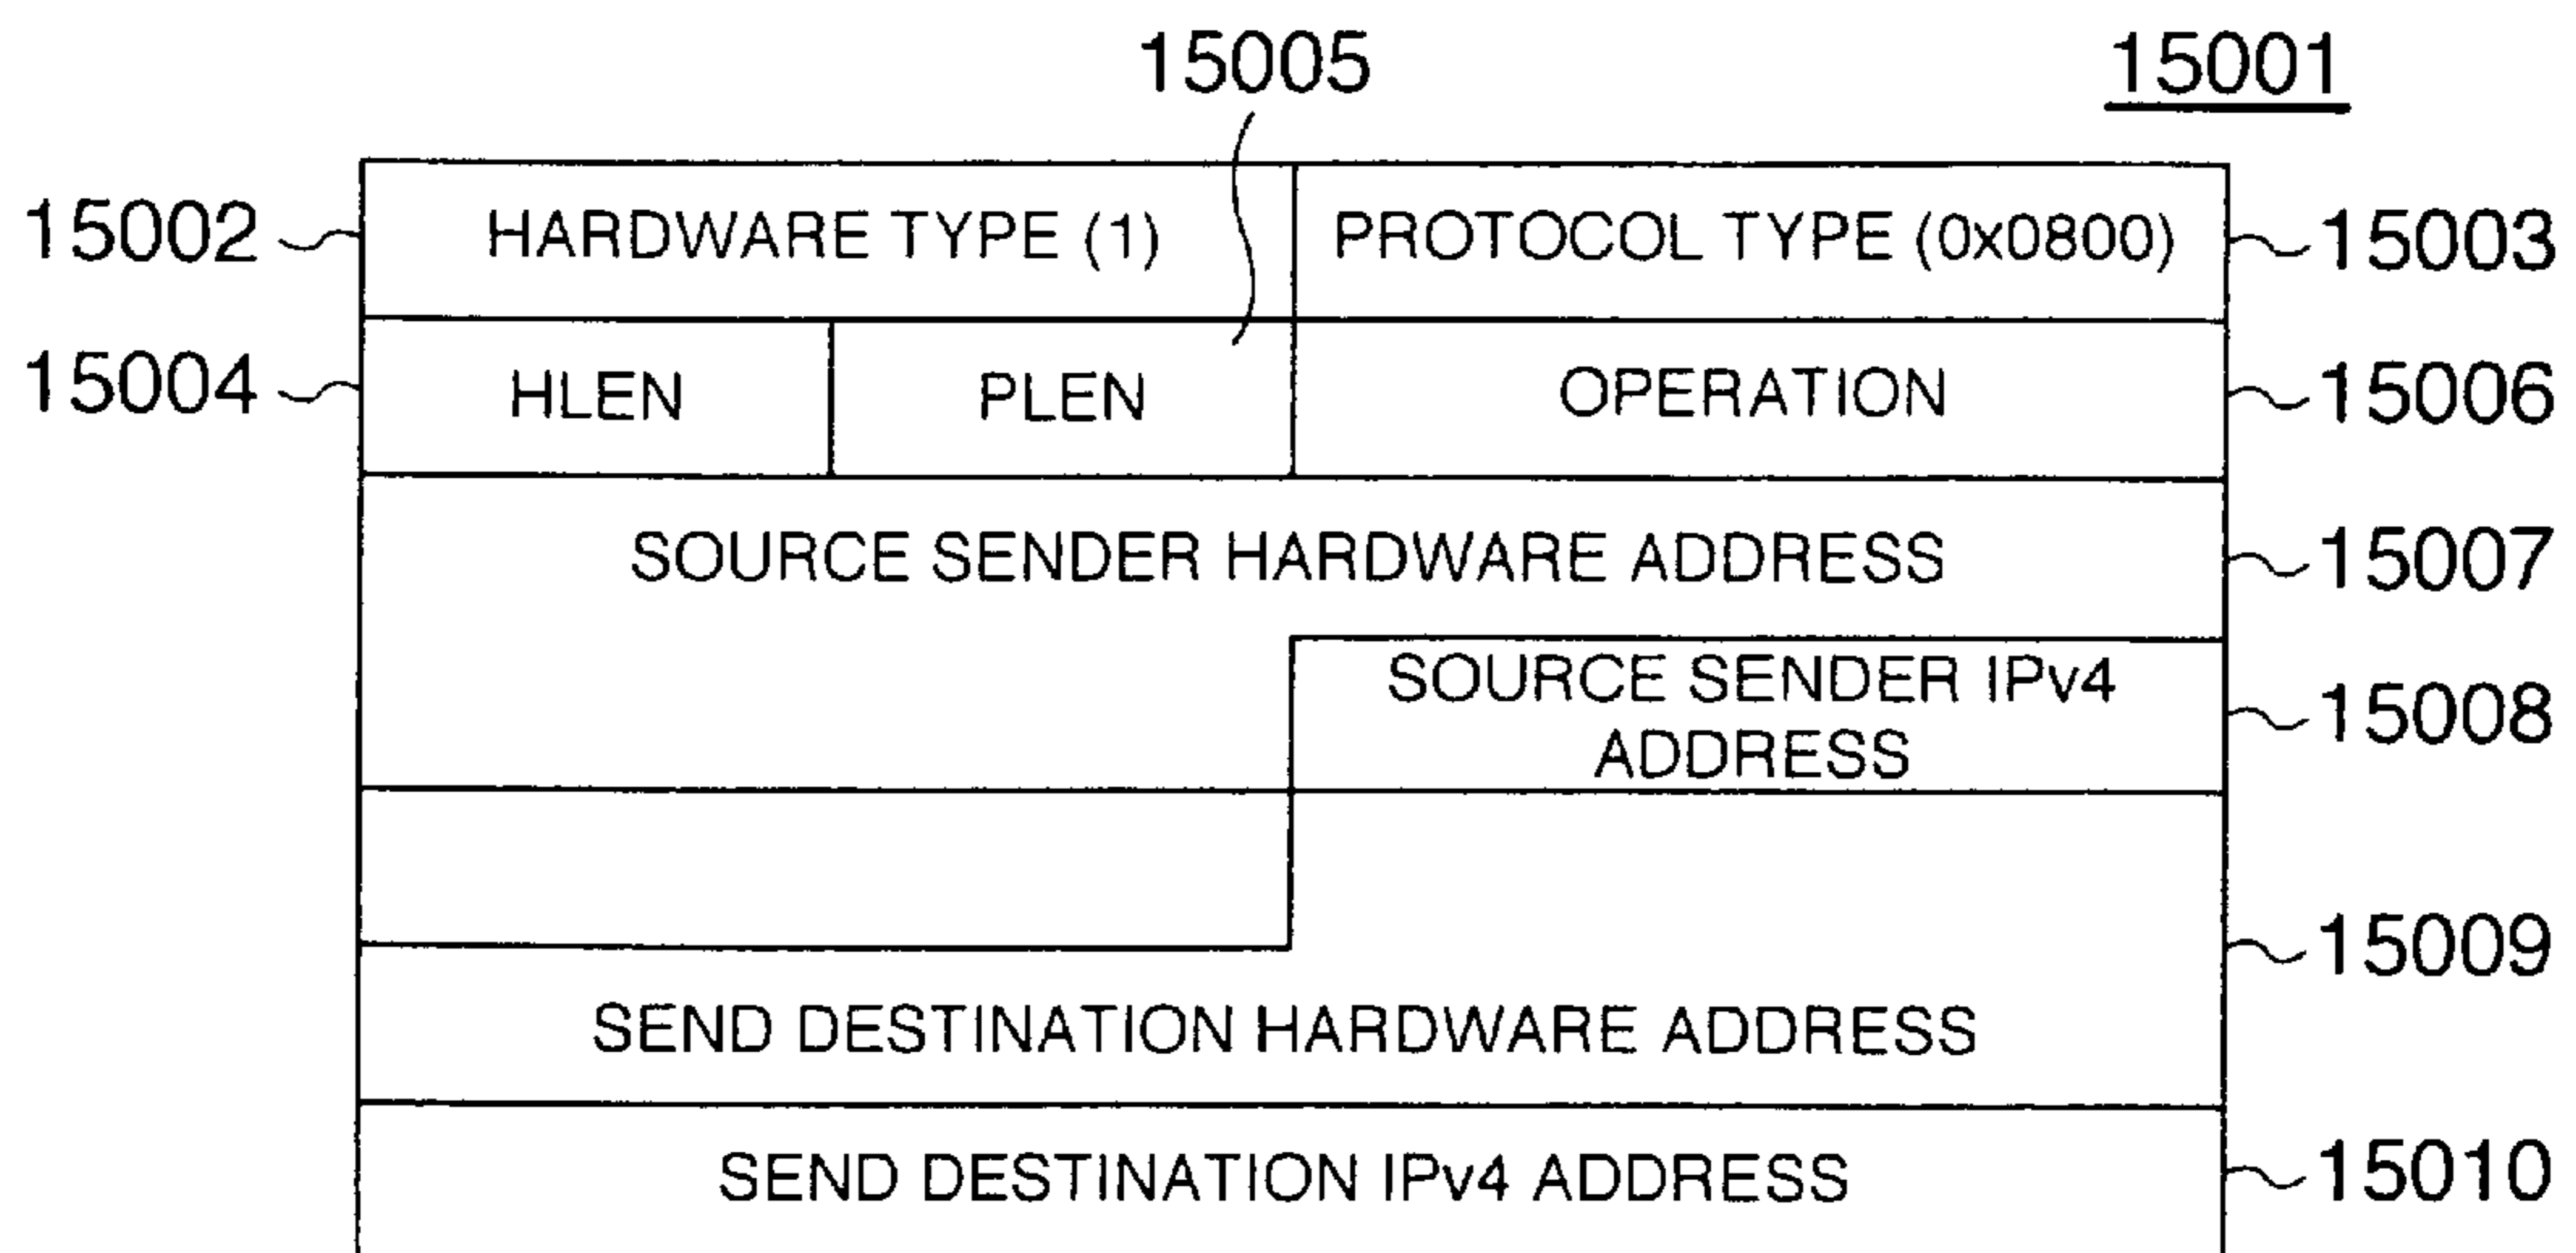 15005
15001
15002
HARDWARE TYPE (1)
PROTOCOL TYPE (0x0800)
15003
15004
HLEN
PLEN
OPERATION
15006
SOURCE SENDER HARDWARE ADDRESS
15007
SOURCE SENDER IPv4
ADDRESS
15008
15009
SEND DESTINATION HARDWARE ADDRESS
SEND DESTINATION IPv4 ADDRESS
15010